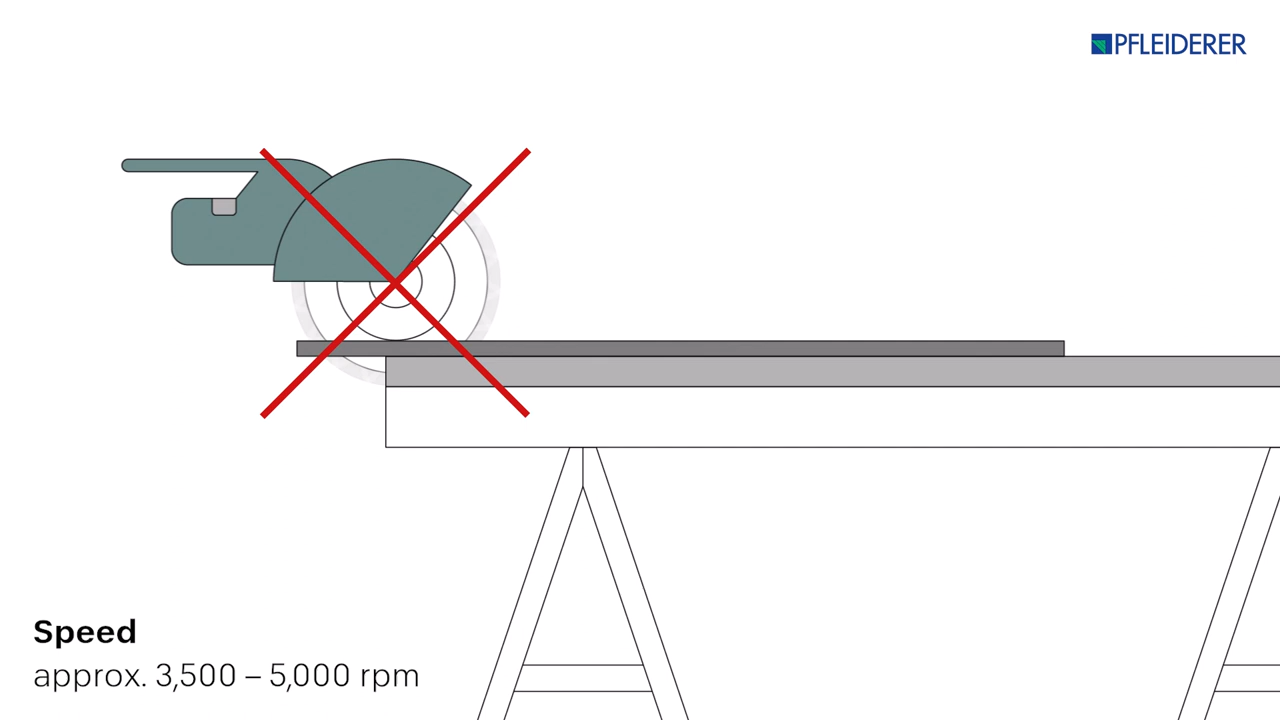 PFLEIDERER
Speed
approx. 3,500 – 5,000 rpm